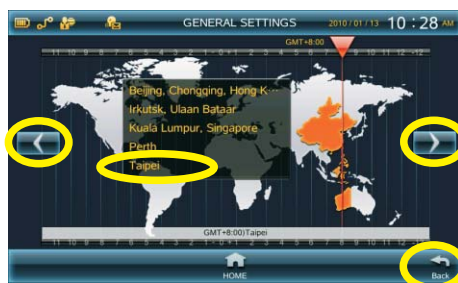 GENERAL SETTINGS
2010 / 01 / 13 10 : 28 AM
GMT+8:00
Beijing, Chongqing, Hong K...
Irkutsk, Ulaan Bataar
Kuala Lumpur, Singapore
Perth
Taipei
GMT+8:00)Taipei
HOME
Back